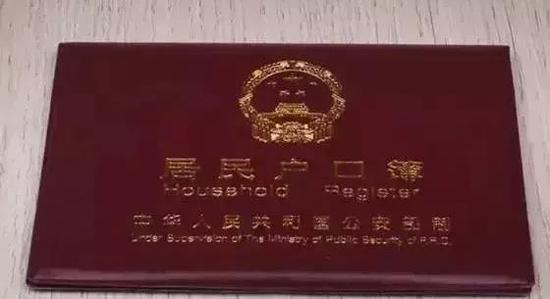 居民户口簿
Household Register
中华人民共和国公安部制
Under Supervision of The Ministry of Public Security of P.R.C.